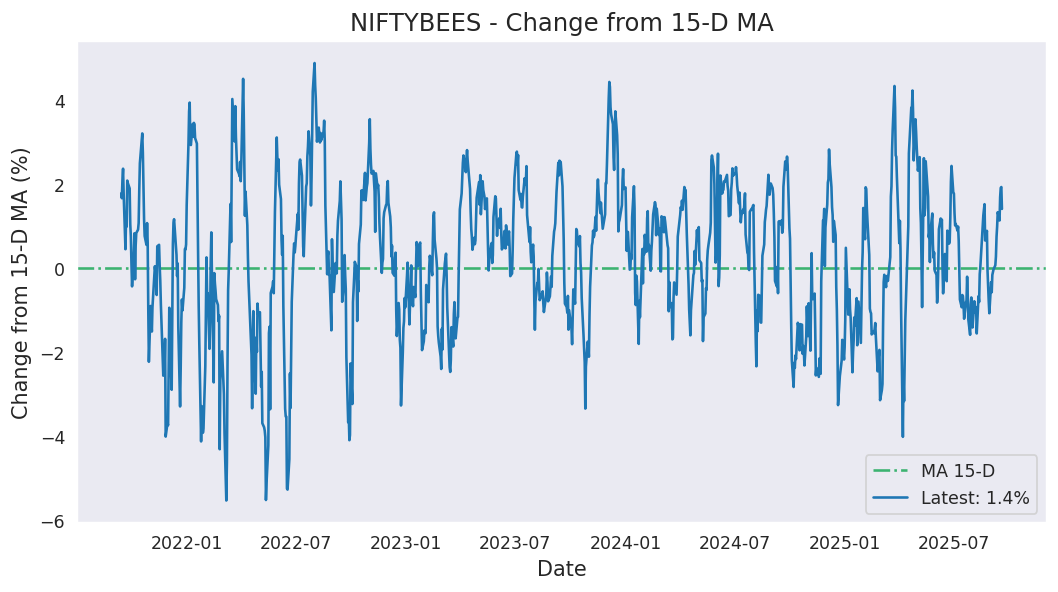 NIFTYBEES - Change from 15-D MA
Change from 15-D MA (%)
4
2
0
−2
−4
−6
MA 15-D
Latest: 1.4%
2022-01
2022-07
2023-01
2023-07
2024-01
2024-07
2025-01
2025-07
Date